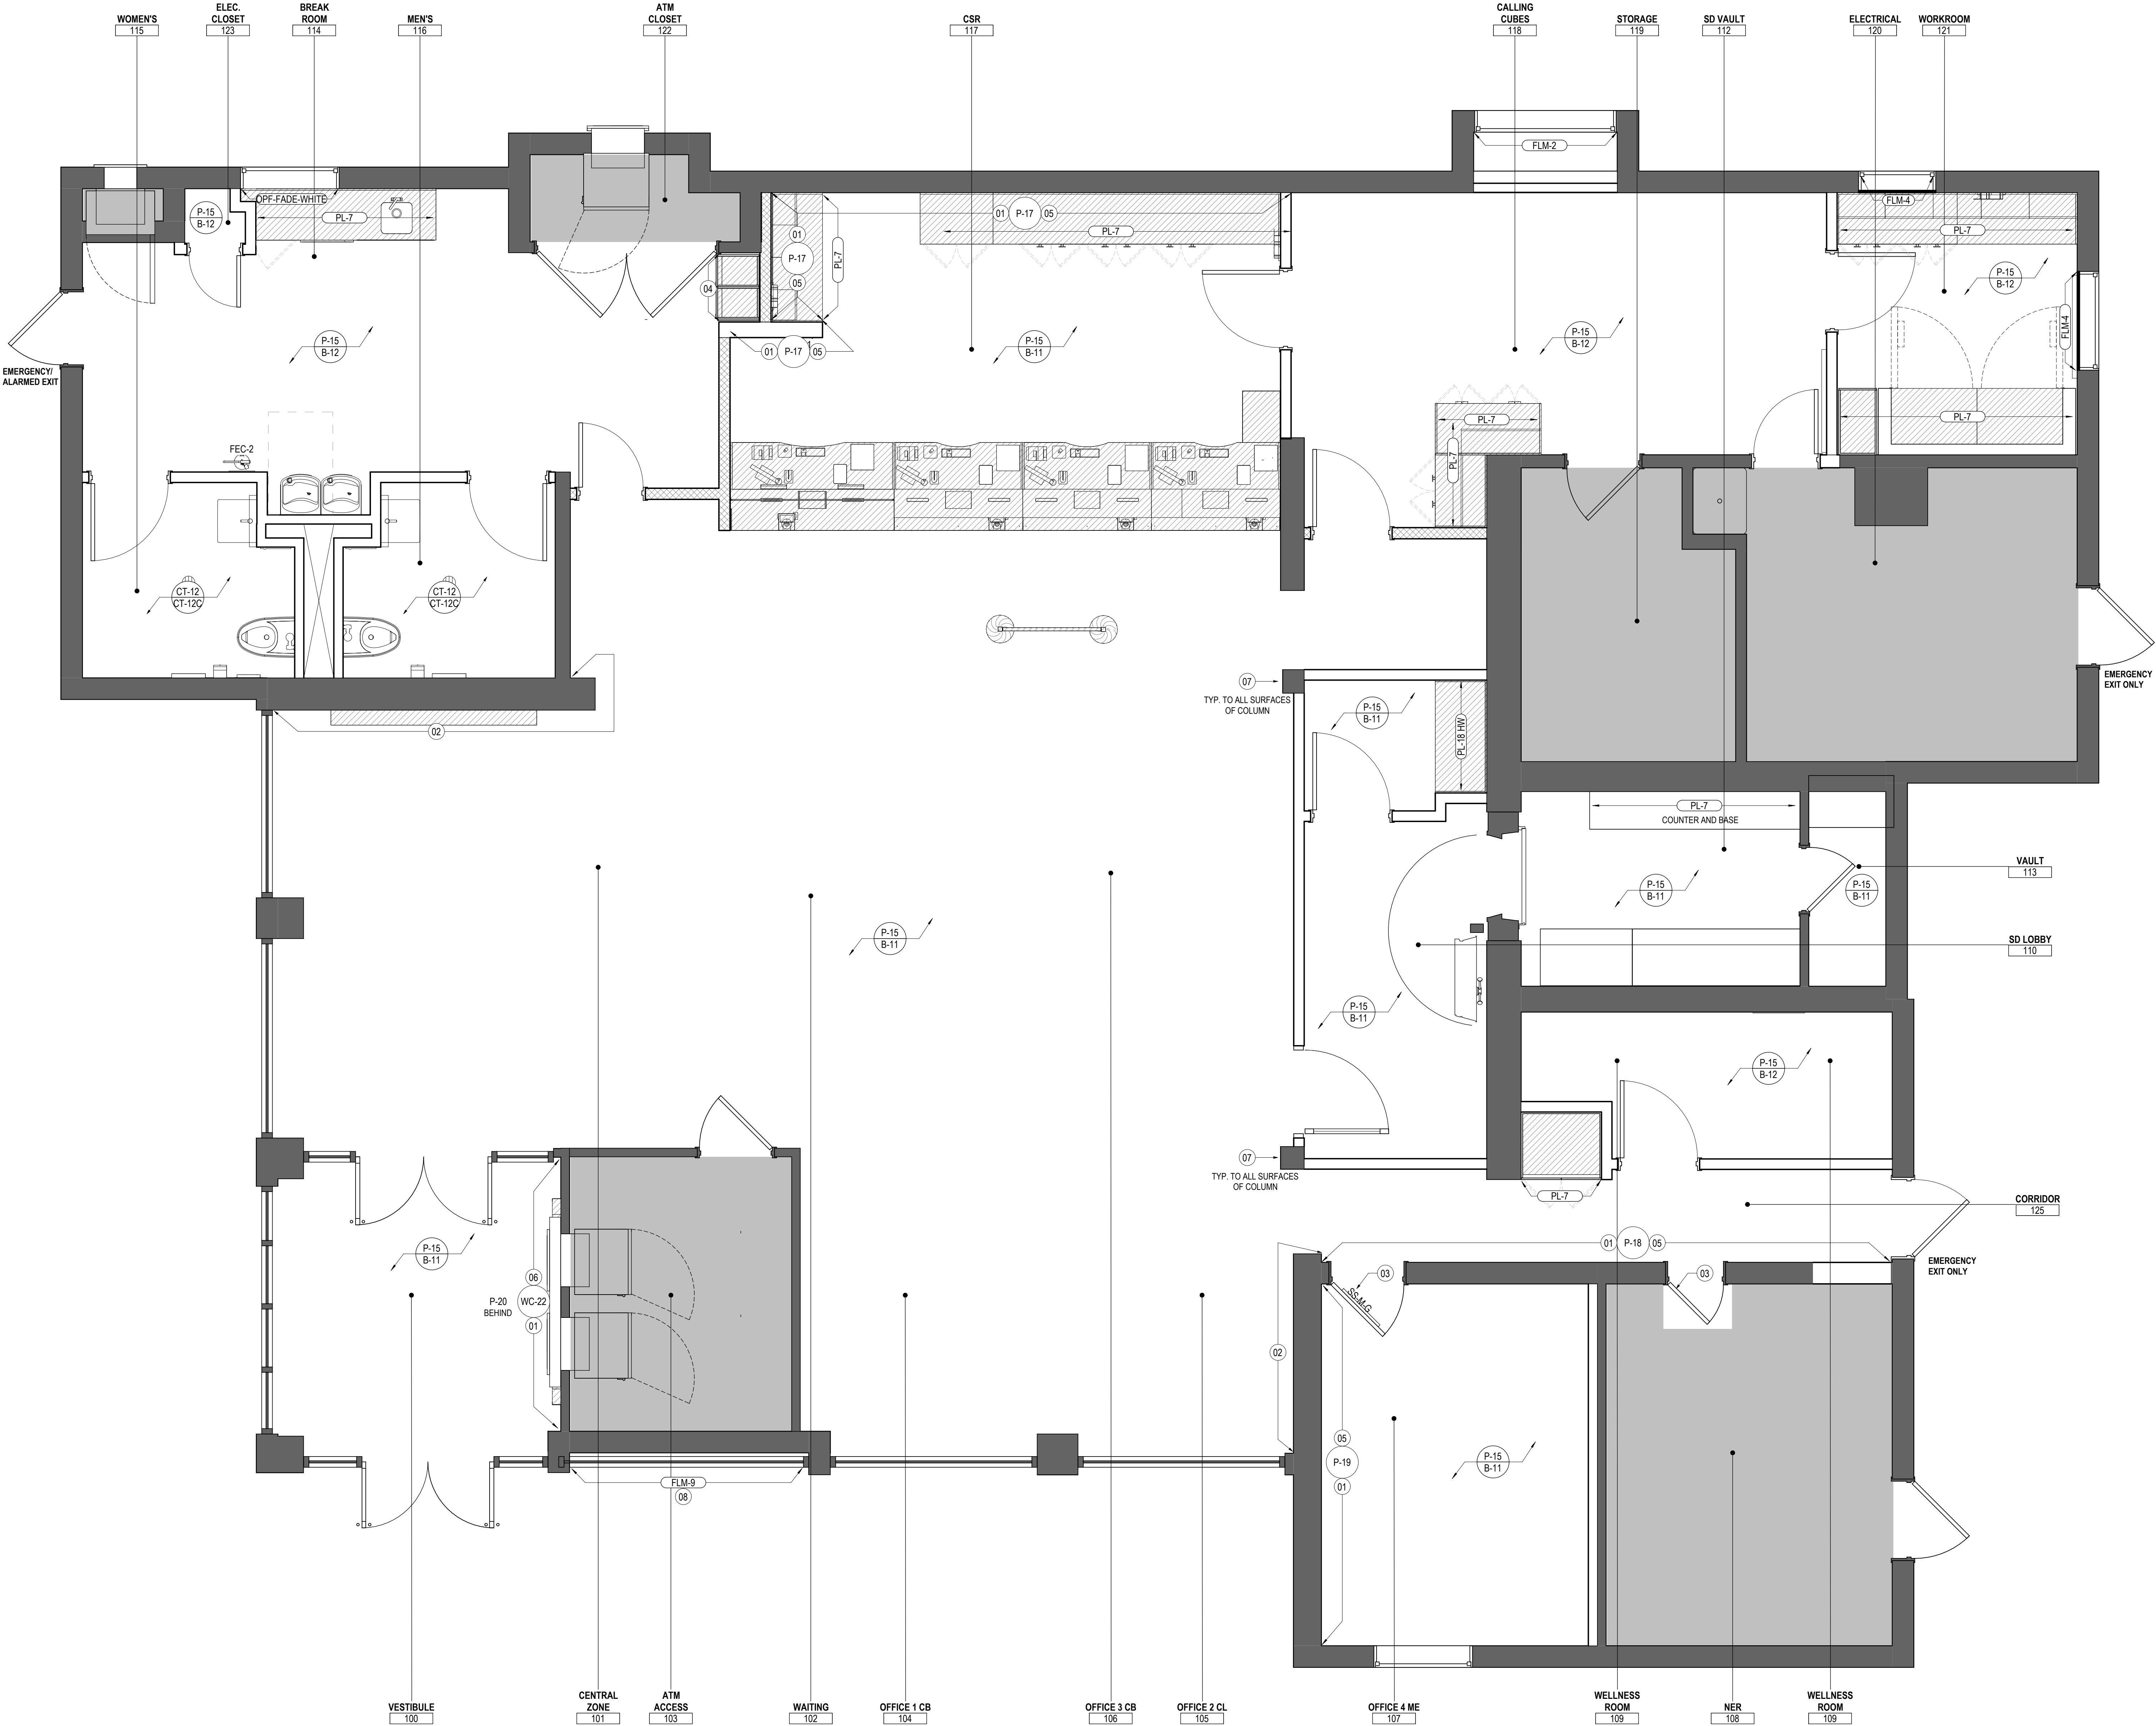 WOMEN'S
115
ELEC.
CLOSET
123
BREAK
ROOM
114
MEN'S
116
ATM
CLOSET
122
CSR
117
CALLING
CUBES
118
STORAGE
119
SD VAULT
112
ELECTRICAL
120
WORKROOM
121
FLM-2
OPF-FADE-WHITE
PL-7
P-15
B-12
01
P-17
05
PL-7
FLM-4
PL-7
01
P-17
05
PL-7
04
P-15
B-12
FLM-4
P-15
B-12
01
P-17
05
P-15
B-11
P-15
B-12
EMERGENCY/
ALARMED EXIT
PL-7
PL-7
PL-7
FEC-2
CT-12
CT-12C
CT-12
CT-12C
EMERGENCY
EXIT ONLY
07
TYP. TO ALL SURFACES
OF COLUMN
P-15
B-11
PL-18 HW
02
PL-7
COUNTER AND BASE
VAULT
113
P-15
B-11
P-15
B-11
P-15
B-11
SD LOBBY
110
P-15
B-11
P-15
B-12
07
TYP. TO ALL SURFACES
OF COLUMN
PL-7
CORRIDOR
125
01
P-18
05
EMERGENCY
EXIT ONLY
P-15
B-11
06
WC-22
01
P-20
BEHIND
03
SS-M-G
03
02
05
P-19
01
P-15
B-11
FLM-9
08
VESTIBULE
100
CENTRAL
ZONE
101
ATM
ACCESS
103
WAITING
102
OFFICE 1 CB
104
OFFICE 3 CB
106
OFFICE 2 CL
105
OFFICE 4 ME
107
WELLNESS
ROOM
109
NER
108
WELLNESS
ROOM
109